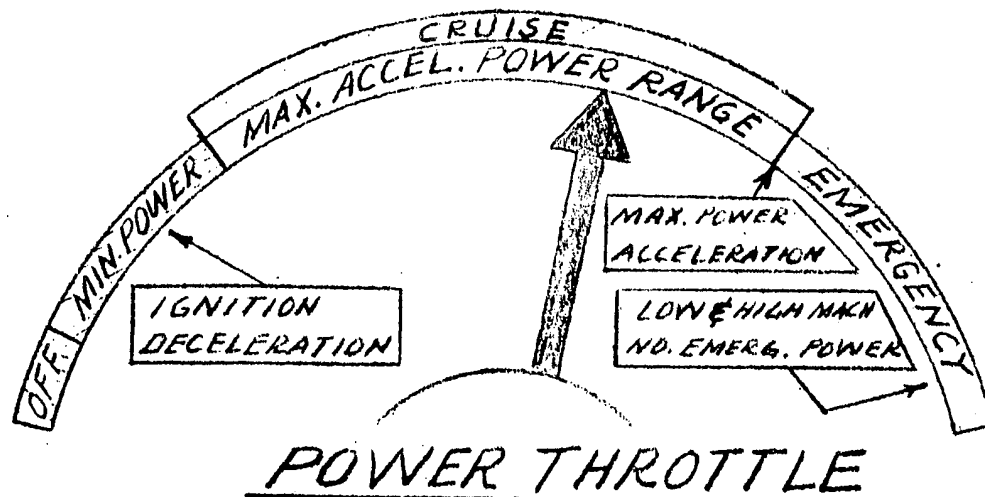 CRUISE
MAX. ACCEL. POWER RANGE
OFF
MIN. POWER
EMERGENCY
MAX. POWER
ACCELERATION
IGNITION
DECELERATION
LOW & HIGH MACH
NO. EMERG. POWER
POWER THROTTLE